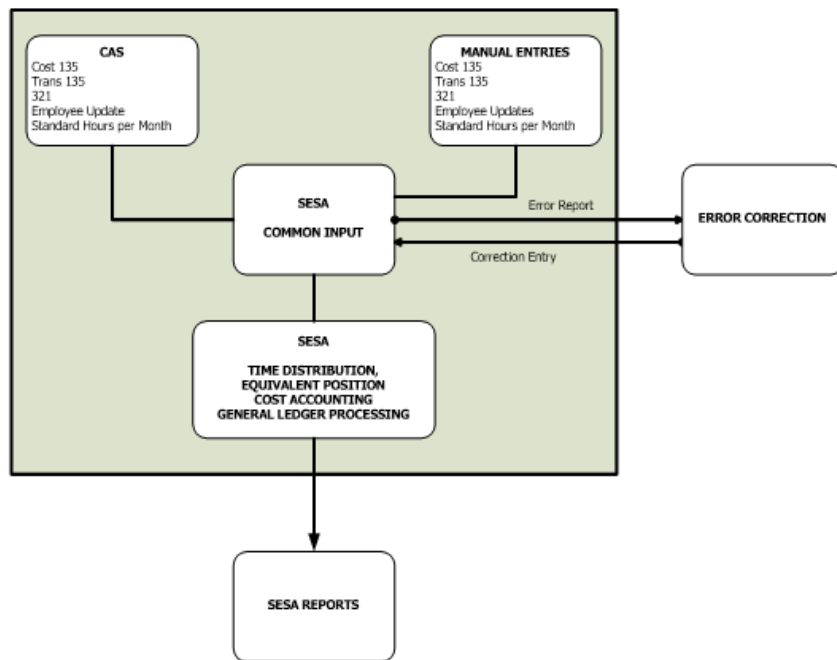 CAS
Cost 135
Trans 135
321
Employee Update
Standard Hours per Month
MANUAL ENTRIES
Cost 135
Trans 135
321
Employee Updates
Standard Hours per Month
SESA
COMMON INPUT
Error Report
Correction Entry
ERROR CORRECTION
SESA
TIME DISTRIBUTION,
EQUIVALENT POSITION
COST ACCOUNTING
GENERAL LEDGER PROCESSING
SESA REPORTS